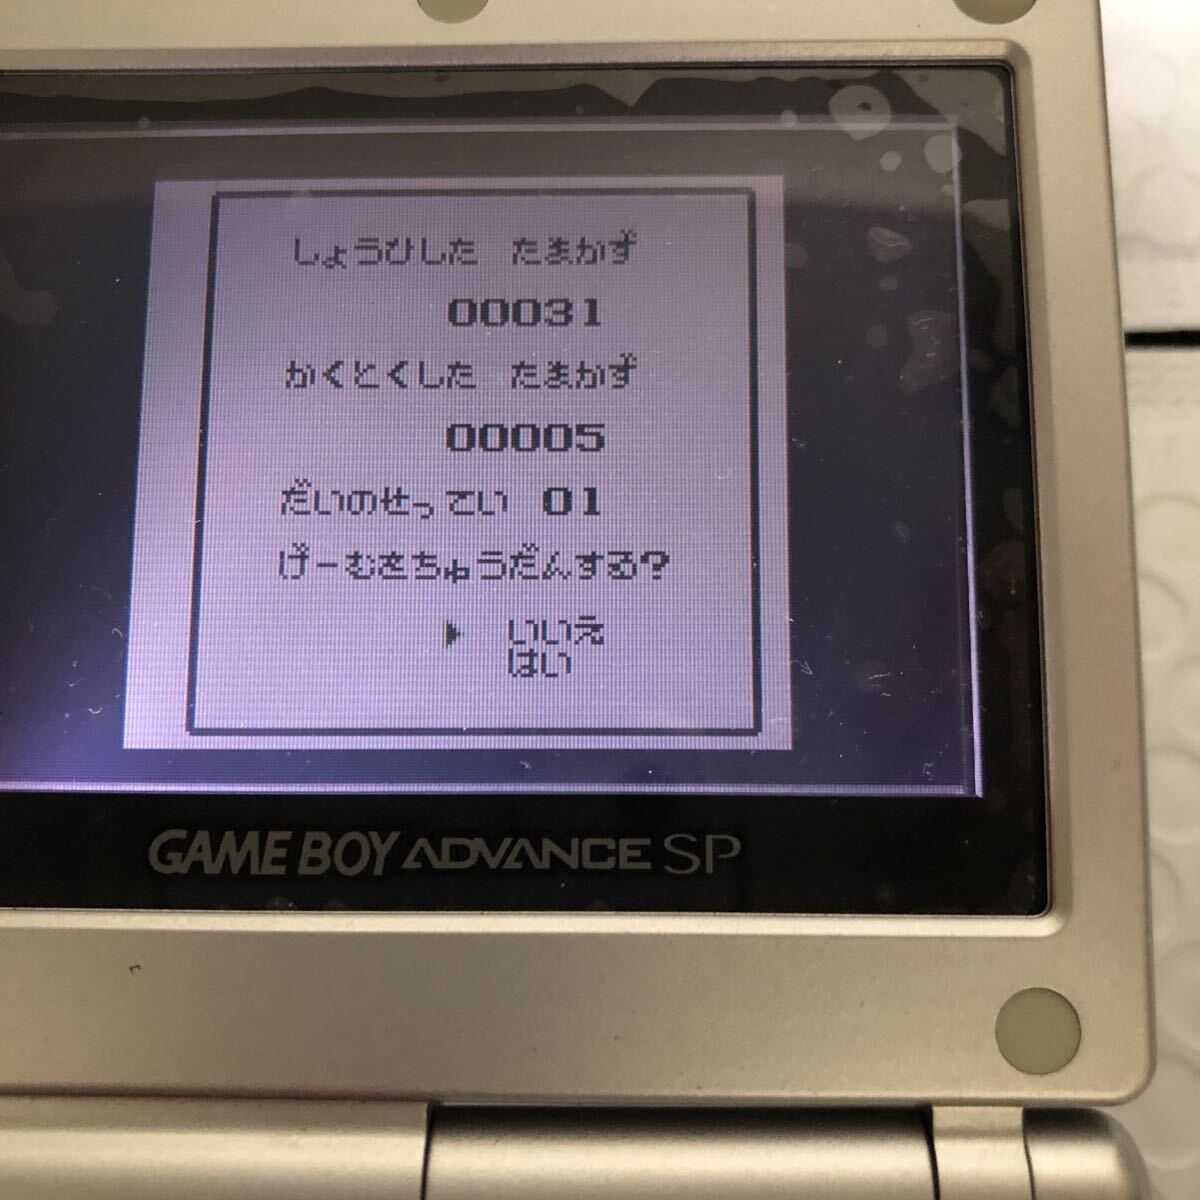 しょうひした たまかず
00031
かくとくした たまかず
00005
だいのせってい 01
げーむをちゅうだんする?
▶ いいえ
はい
GAME BOY ADVANCE SP